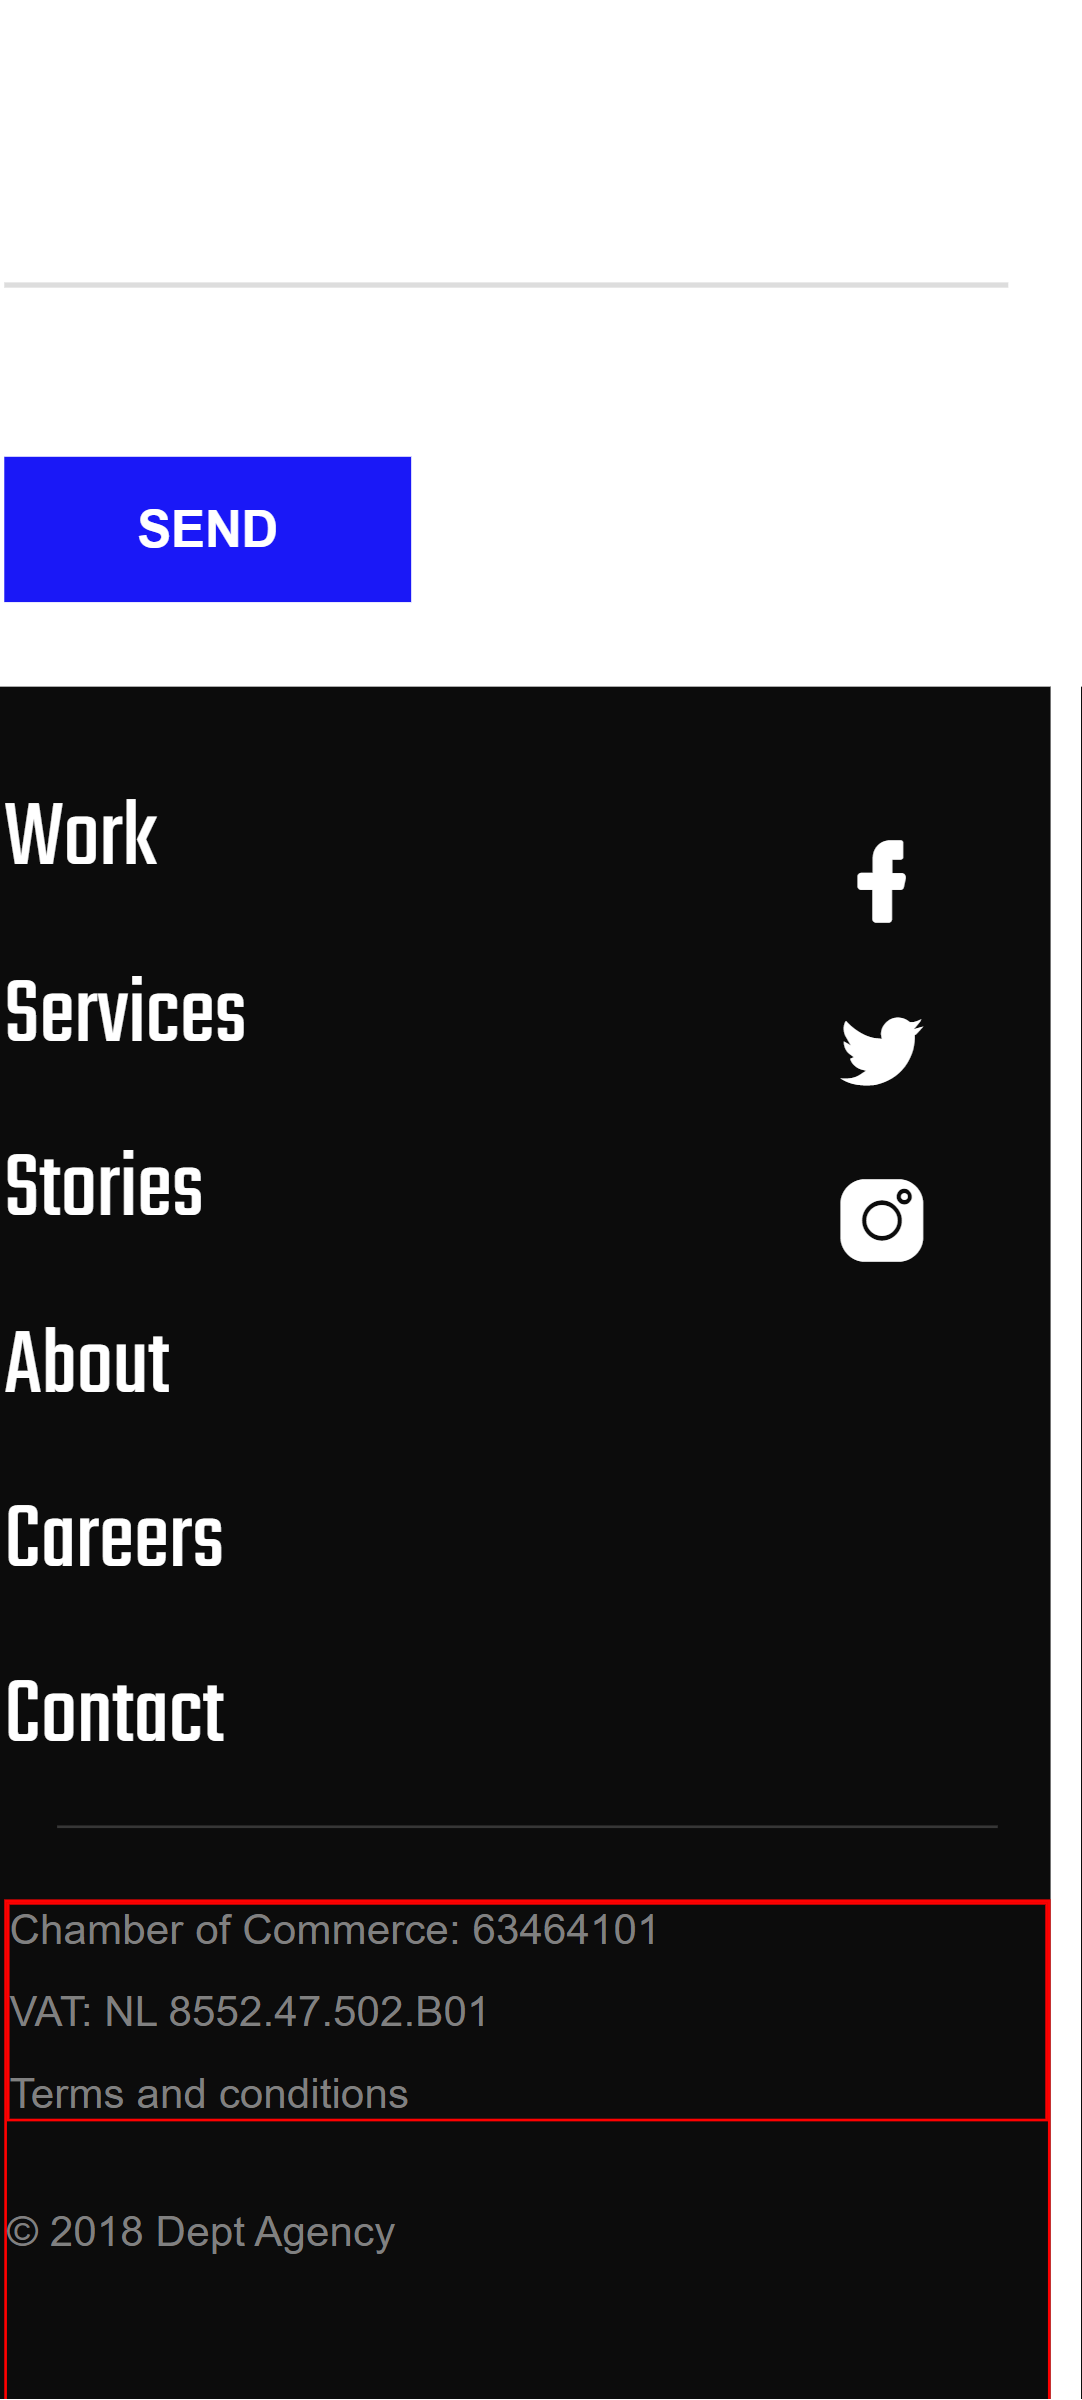 SEND
Work
Services
Stories
About
Careers
Contact
Chamber of Commerce: 63464101
VAT: NL 8552.47.502.B01
Terms and conditions
© 2018 Dept Agency